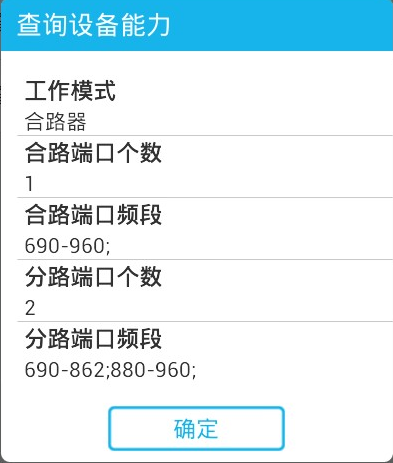 查询设备能力
工作模式
合路器
合路端口个数
1
合路端口频段
690-960;
分路端口个数
2
分路端口频段
690-862;880-960;
确定